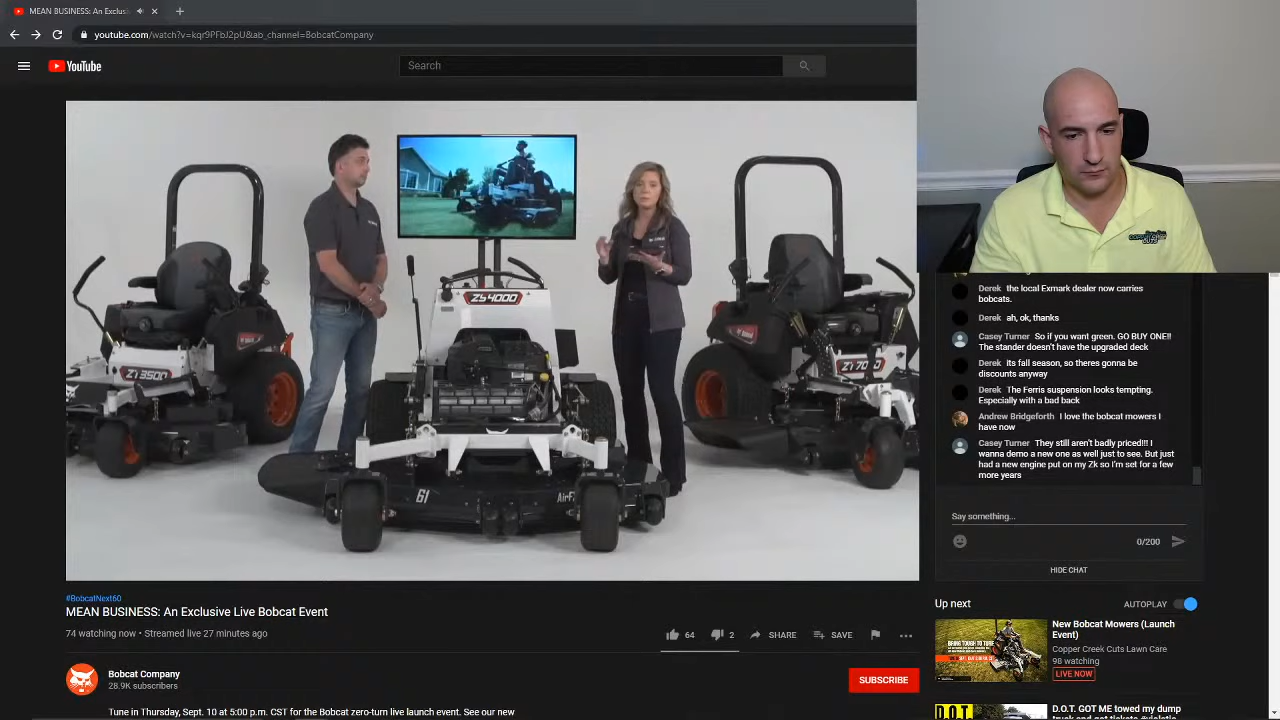 MEAN BUSINESS: An Exclusi
youtube.com/watch?v=kqr9PFbJ2pU&ab_channel=BobcatCompany
YouTube
Search
ZS4000
ZT3500
ZT7000
61
AirF
Derek the local Exmark dealer now carries
bobcats.
Derek ah, ok, thanks
Casey Turner So if you want green. GO BUY ONE!!
The stander doesn't have the upgraded deck
Derek its fall season, so theres gonna be
discounts anyway
Derek The Ferris suspension looks tempting.
Especially with a bad back
Andrew Bridgeforth I love the bobcat mowers I
have now
Casey Turner They still aren't badly priced!!! I
wanna demo a new one as well just to see. But just
had a new engine put on my Zk so I'm set for a few
more years
Say something...
0/200
HIDE CHAT
#BobcatNext60
MEAN BUSINESS: An Exclusive Live Bobcat Event
74 watching now • Streamed live 27 minutes ago
64
2
SHARE
SAVE
Bobcat Company
28.9K subscribers
SUBSCRIBE
Tune in Thursday, Sept. 10 at 5:00 p.m. CST for the Bobcat zero-turn live launch event. See our new
Up next
AUTOPLAY
New Bobcat Mowers (Launch
Event)
Copper Creek Cuts Lawn Care
98 watching
LIVE NOW
BRING TOUGH TO TURF
D.O.T. GOT ME towed my dump
D.O.T.